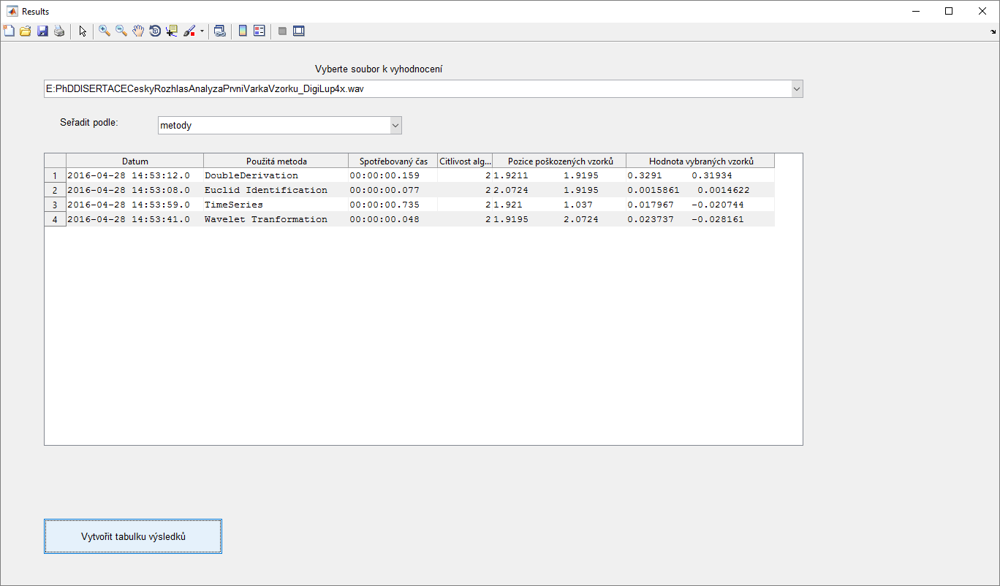 Results
Vyberte soubor k vyhodnocení
E:PhDDISERTACECeskyRozhlasAnalyzaPrvniVarkaVzorku_DigiLup4x.wav
Seřadit podle: metody
Datum Použitá metoda Spotřebovaný čas Citlivost alg... Pozice poškozených vzorků Hodnota vybraných vzorků
1 2016-04-28 14:53:12.0 DoubleDerivation 00:00:00.159 2 1.9211 1.9195 0.3291 0.31934
2 2016-04-28 14:53:08.0 Euclid Identification 00:00:00.077 2 2.0724 1.9195 0.0015861 0.0014622
3 2016-04-28 14:53:59.0 TimeSeries 00:00:00.735 2 1.921 1.037 0.017967 -0.020744
4 2016-04-28 14:53:41.0 Wavelet Tranformation 00:00:00.048 2 1.9195 2.0724 0.023737 -0.028161
Vytvořit tabulku výsledků